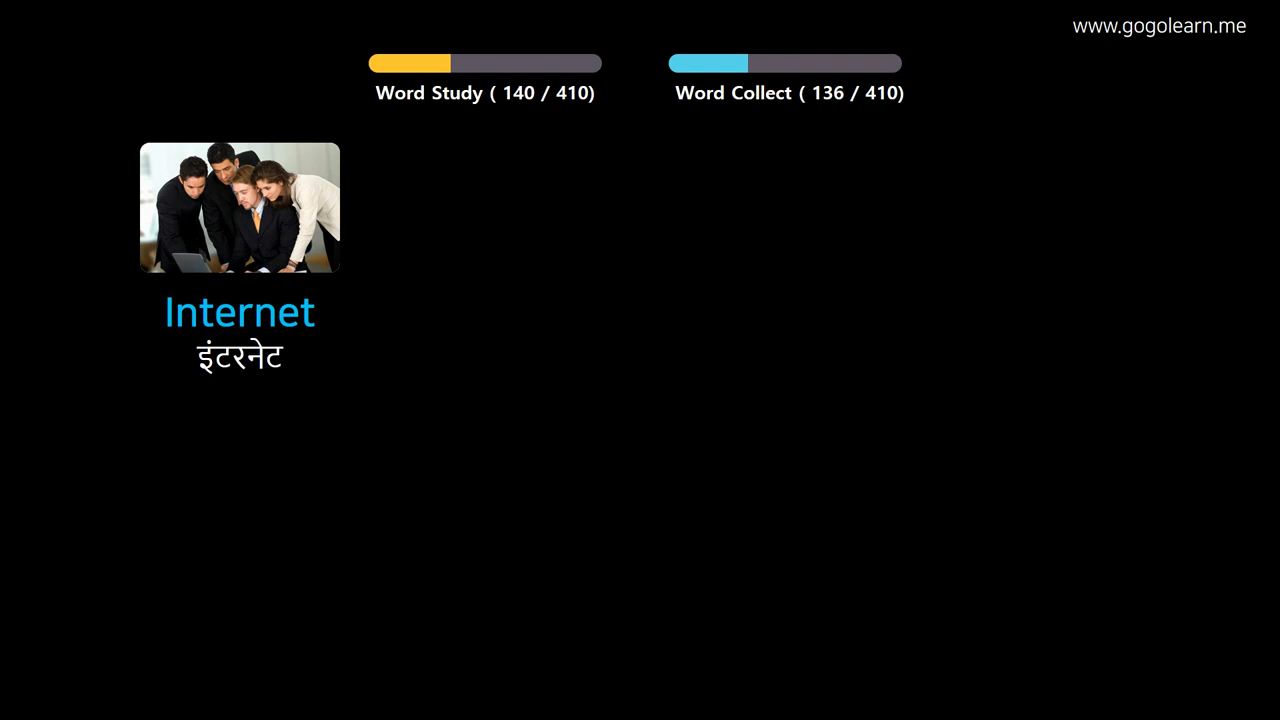 www.gogolearn.me
Word Study ( 140 / 410)
Word Collect ( 136 / 410)
Internet
इंटरनेट